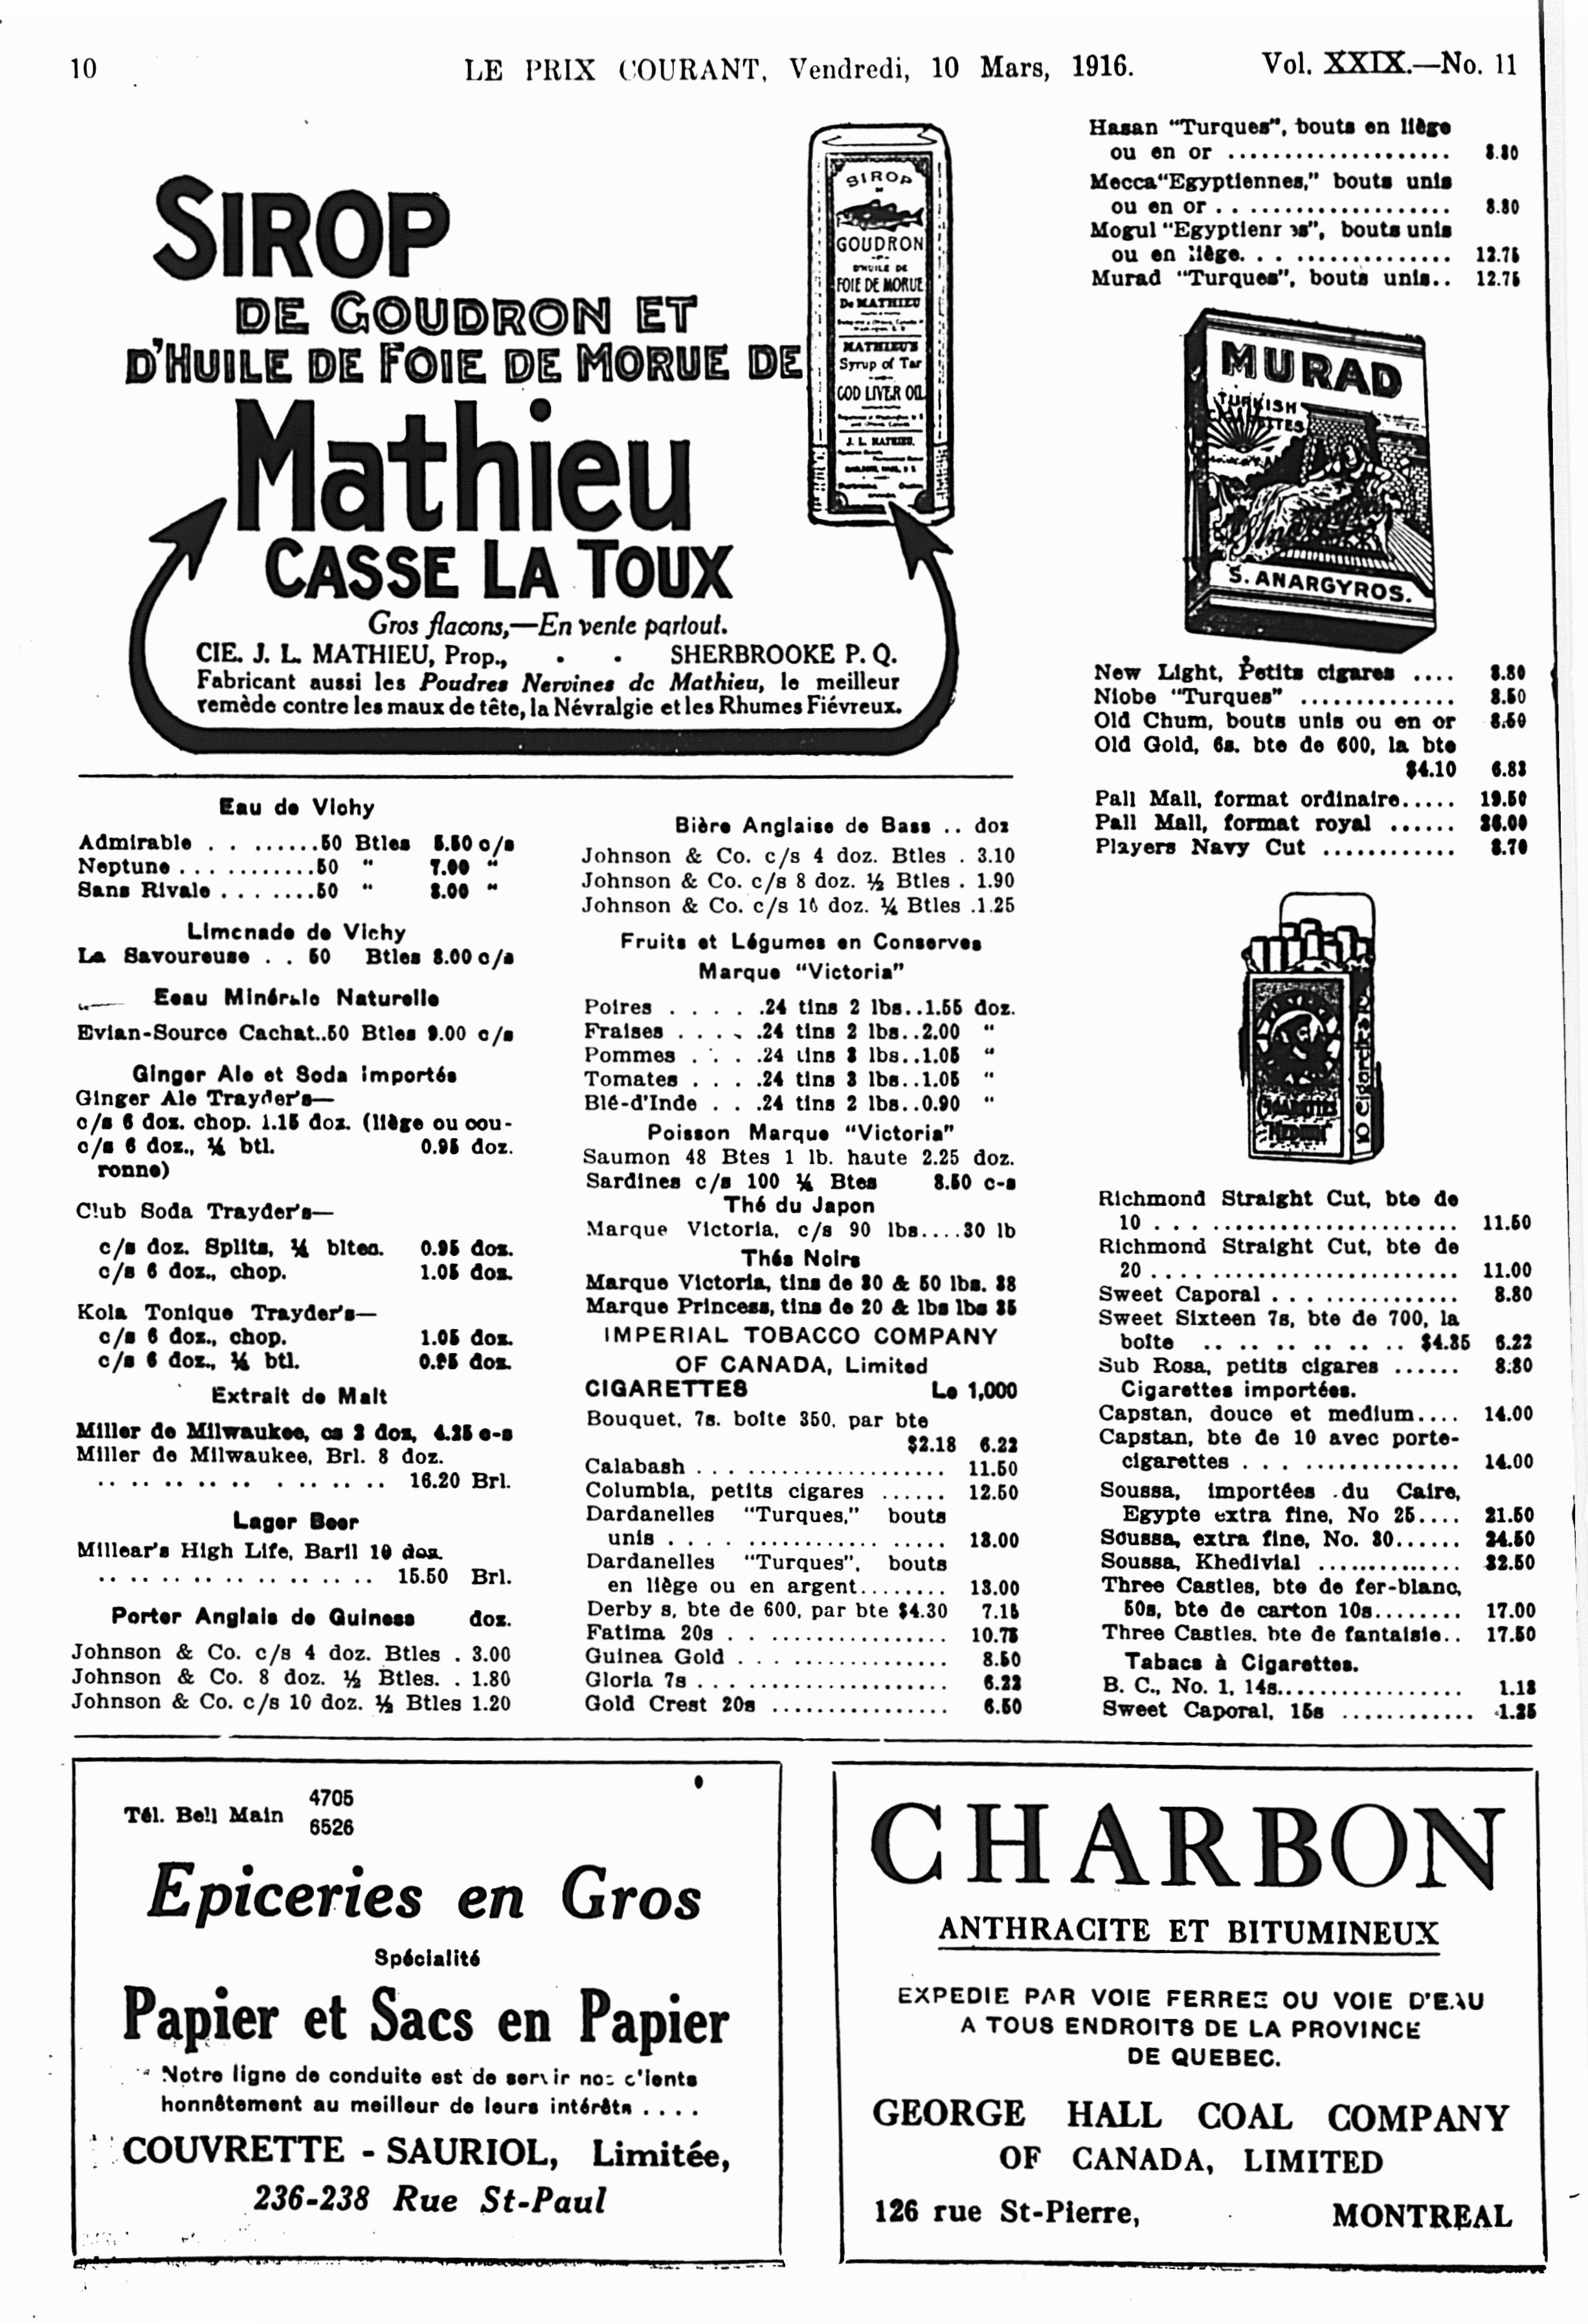 10
LE PRIX COURANT, Vendredi, 10 Mars, 1916.
Vol. XXIX.—No. 11
SIROP
DE GOUDRON ET
D'HUILE DE FOIE DE MORUE DE
Mathieu
CASSE LA TOUX
Gros flacons,—En vente partout.
CIE. J. L. MATHIEU, Prop., - - SHERBROOKE P. Q.
Fabricant aussi les Poudres Nervines de Mathieu, le meilleur
remède contre les maux de tête, la Névralgie et les Rhumes Fiévreux.
SIROP
DE
GOUDRON
D'HUILE DE
FOIE DE MORUE
De MATHIEU
MATHIEU'S
Syrup of Tar
COD LIVER OIL
J. L. MATHIEU,
Eau de Vichy
Admirable . . .......50 Btles 5.50 c/s
Neptune............50 " 7.00 "
Sans Rivale ........50 " 8.00 "
Limonade de Vichy
La Savoureuse . . 50 Btles 8.00 c/s
Eeau Minérale Naturelle
Evian-Source Cachat..50 Btles 9.00 c/s
Ginger Ale et Soda importés
Ginger Ale Trayder's—
c/s 6 doz. chop. 1.15 doz. (liège ou cou-
c/s 6 doz., ¼ btl. 0.95 doz.
ronne)
Club Soda Trayder's—
c/s doz. Splits, ¼ bltes. 0.95 doz.
c/s 6 doz., chop. 1.05 doz.
Kola Tonique Trayder's—
c/s 6 doz., chop. 1.05 doz.
c/s 6 doz., ¼ btl. 0.95 doz.
Extrait de Malt
Miller de Milwaukee, cs 2 doz, 4.25 c-s
Miller de Milwaukee, Brl. 8 doz.
.. .. .. .. .. . .. .. .. 16.20 Brl.
Lager Beer
Millear's High Life, Baril 10 doz.
.. .. .. .. .. .. .. .. .. 15.50 Brl.
Porter Anglais de Guiness doz.
Johnson & Co. c/s 4 doz. Btles . 3.00
Johnson & Co. 8 doz. ½ Btles. . 1.80
Johnson & Co. c/s 10 doz. ½ Btles 1.20
Bière Anglaise de Bass .. doz
Johnson & Co. c/s 4 doz. Btles . 3.10
Johnson & Co. c/s 8 doz. ½ Btles . 1.90
Johnson & Co. c/s 10 doz. ¼ Btles .1.25
Fruits et Légumes en Conserves
Marque "Victoria"
Poires . . . . .24 tins 2 lbs..1.55 doz.
Fraises . . . . .24 tins 2 lbs..2.00 "
Pommes . . . .24 tins 3 lbs..1.05 "
Tomates . . . .24 tins 3 lbs..1.05 "
Blé-d'Inde . . .24 tins 2 lbs..0.90 "
Poisson Marque "Victoria"
Saumon 48 Btes 1 lb. haute 2.25 doz.
Sardines c/s 100 ¼ Btes 8.50 c-s
Thé du Japon
Marque Victoria, c/s 90 lbs....30 lb
Thés Noirs
Marque Victoria, tins de 30 & 60 lbs. 38
Marque Princess, tins de 20 & lbs lbs 35
IMPERIAL TOBACCO COMPANY
OF CANADA, Limited
CIGARETTES Le 1,000
Bouquet, 7s. boîte 350, par bte
$2.18 6.22
Calabash ...................... 11.50
Columbia, petits cigares ...... 12.50
Dardanelles "Turques," bouts
unis . . . . ............ ..... 13.00
Dardanelles "Turques", bouts
en liège ou en argent........ 13.00
Derby s, bte de 600, par bte $4.30 7.15
Fatima 20s . . ................ 10.75
Guinea Gold . . ............... 8.50
Gloria 7s ...................... 6.22
Gold Crest 20s ................ 6.50
Hasan "Turques", bouts en liège
ou en or .................... 8.80
Mecca"Egyptiennes," bouts unis
ou en or . . .................. 8.80
Mogul "Egyptien es", bouts unis
ou en liège. . . .............. 12.75
Murad "Turques", bouts unis.. 12.75
MURAD
TURKISH
S. ANARGYROS.
New Light, Petits cigares .... 8.80
Niobe "Turques" .............. 8.50
Old Chum, bouts unis ou en or 8.50
Old Gold, 6s. bte de 600, la bte
$4.10 6.83
Pall Mall, format ordinaire..... 19.50
Pall Mall, format royal ...... 26.00
Players Navy Cut ............ 8.70
CIGARETTES
"MEDIUM"
10 Cigarettes
Richmond Straight Cut, bte de
10 . . . ...................... 11.50
Richmond Straight Cut, bte de
20 .... ....................... 11.00
Sweet Caporal . . . ............ 8.80
Sweet Sixteen 7s, bte de 700, la
boîte .. .. .. .. .. .. $4.35 6.22
Sub Rosa, petits cigares ...... 8:80
Cigarettes importées.
Capstan, douce et medium.... 14.00
Capstan, bte de 10 avec porte-
cigarettes . . . .............. 14.00
Soussa, importées du Caire,
Egypte extra fine, No 25.... 21.50
Soussa, extra fine, No. 30...... 24.50
Soussa, Khedivial ............. 32.50
Three Castles, bte de fer-blanc,
50s, bte de carton 10s........ 17.00
Three Castles, bte de fantaisie.. 17.50
Tabacs à Cigarettes.
B. C., No. 1, 14s................. 1.18
Sweet Caporal, 15s ............ 1.25
Tél. Bell Main 4705
6526
Epiceries en Gros
Spécialité
Papier et Sacs en Papier
Notre ligne de conduite est de servir nos c'ients
honnêtement au meilleur de leurs intérêts ....
COUVRETTE - SAURIOL, Limitée,
236-238 Rue St-Paul
CHARBON
ANTHRACITE ET BITUMINEUX
EXPEDIE PAR VOIE FERREE OU VOIE D'EAU
A TOUS ENDROITS DE LA PROVINCE
DE QUEBEC.
GEORGE HALL COAL COMPANY
OF CANADA, LIMITED
126 rue St-Pierre, MONTREAL